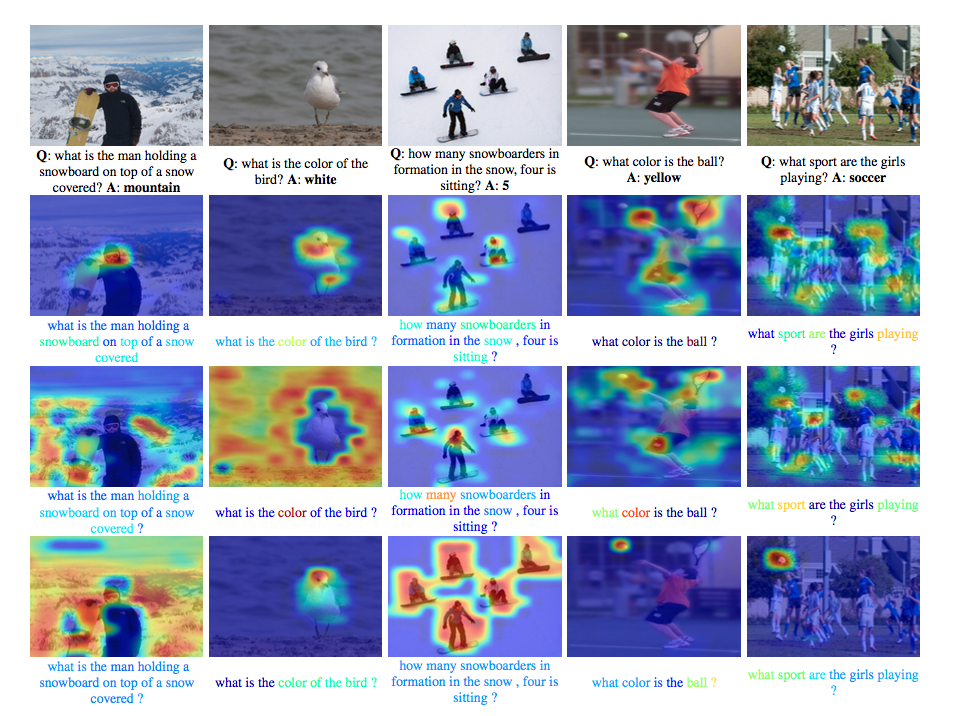 Q: what is the man holding a
snowboard on top of a snow
covered? A: mountain
Q: what is the color of the
bird? A: white
Q: how many snowboarders in
formation in the snow, four is
sitting? A: 5
Q: what color is the ball?
A: yellow
Q: what sport are the girls
playing? A: soccer
what is the man holding a
snowboard on top of a snow
covered
what is the color of the bird ?
how many snowboarders in
formation in the snow , four is
sitting ?
what color is the ball ?
what sport are the girls playing
?
what is the man holding a
snowboard on top of a snow
covered ?
what is the color of the bird ?
how many snowboarders in
formation in the snow , four is
sitting ?
what color is the ball ?
what sport are the girls playing
?
what is the man holding a
snowboard on top of a snow
covered ?
what is the color of the bird ?
how many snowboarders in
formation in the snow , four is
sitting ?
what color is the ball ?
what sport are the girls playing
?